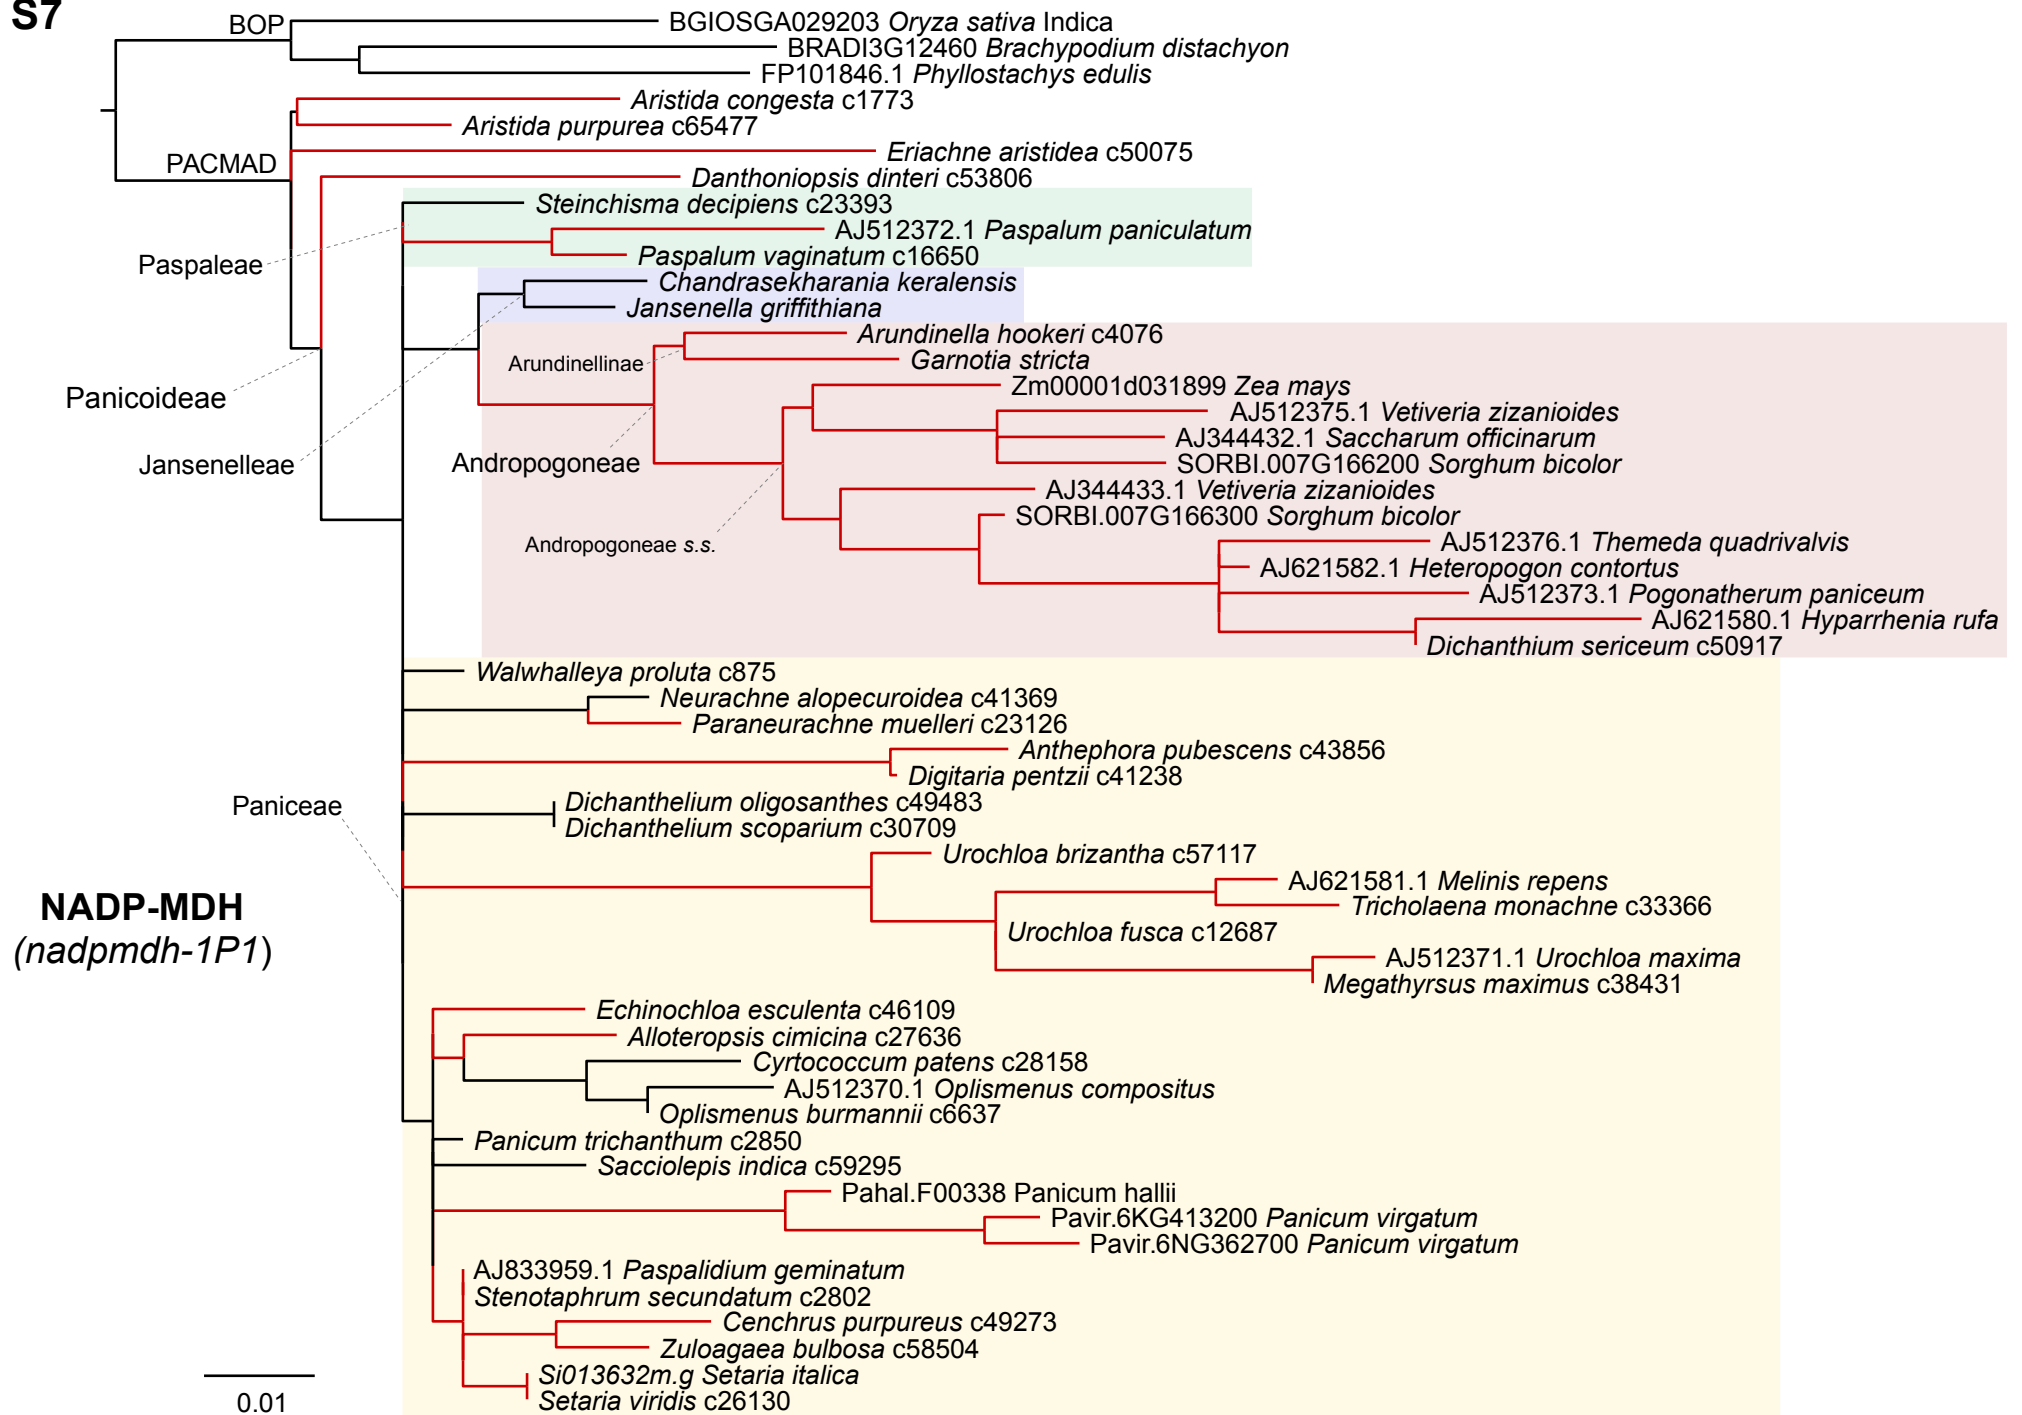 S7
BOP
BGIOSGA029203 Oryza sativa Indica
BRADI3G12460 Brachypodium distachyon
FP101846.1 Phyllostachys edulis
Aristida congesta c1773
Aristida purpurea c65477
Eriachne aristidea c50075
PACMAD
Danthoniopsis dinteri c53806
Steinchisma decipiens c23393
AJ512372.1 Paspalum paniculatum
Paspalum vaginatum c16650
Paspaleae
Chandrasekharania keralensis
Jansenella griffithiana
Arundinella hookeri c4076
Garnotia stricta
Arundinellinae
Zm00001d031899 Zea mays
Panicoideae
AJ512375.1 Vetiveria zizanioides
AJ344432.1 Saccharum officinarum
SORBI.007G166200 Sorghum bicolor
Jansenelleae
Andropogoneae
AJ344433.1 Vetiveria zizanioides
SORBI.007G166300 Sorghum bicolor
Andropogoneae s.s.
AJ512376.1 Themeda quadrivalvis
AJ621582.1 Heteropogon contortus
AJ512373.1 Pogonatherum paniceum
AJ621580.1 Hyparrhenia rufa
Dichanthium sericeum c50917
Walwhalleya proluta c875
Neurachne alopecuroidea c41369
Paraneurachne muelleri c23126
Anthephora pubescens c43856
Digitaria pentzii c41238
Dichanthelium oligosanthes c49483
Paniceae
Dichanthelium scoparium c30709
Urochloa brizantha c57117
AJ621581.1 Melinis repens
Tricholaena monachne c33366
NADP-MDH
(nadpmdh-1P1)
Urochloa fusca c12687
AJ512371.1 Urochloa maxima
Megathyrsus maximus c38431
Echinochloa esculenta c46109
Alloteropsis cimicina c27636
Cyrtococcum patens c28158
AJ512370.1 Oplismenus compositus
Oplismenus burmannii c6637
Panicum trichanthum c2850
Sacciolepis indica c59295
Pahal.F00338 Panicum hallii
Pavir.6KG413200 Panicum virgatum
Pavir.6NG362700 Panicum virgatum
AJ833959.1 Paspalidium geminatum
Stenotaphrum secundatum c2802
Cenchrus purpureus c49273
Zuloagaea bulbosa c58504
Si013632m.g Setaria italica
Setaria viridis c26130
0.01